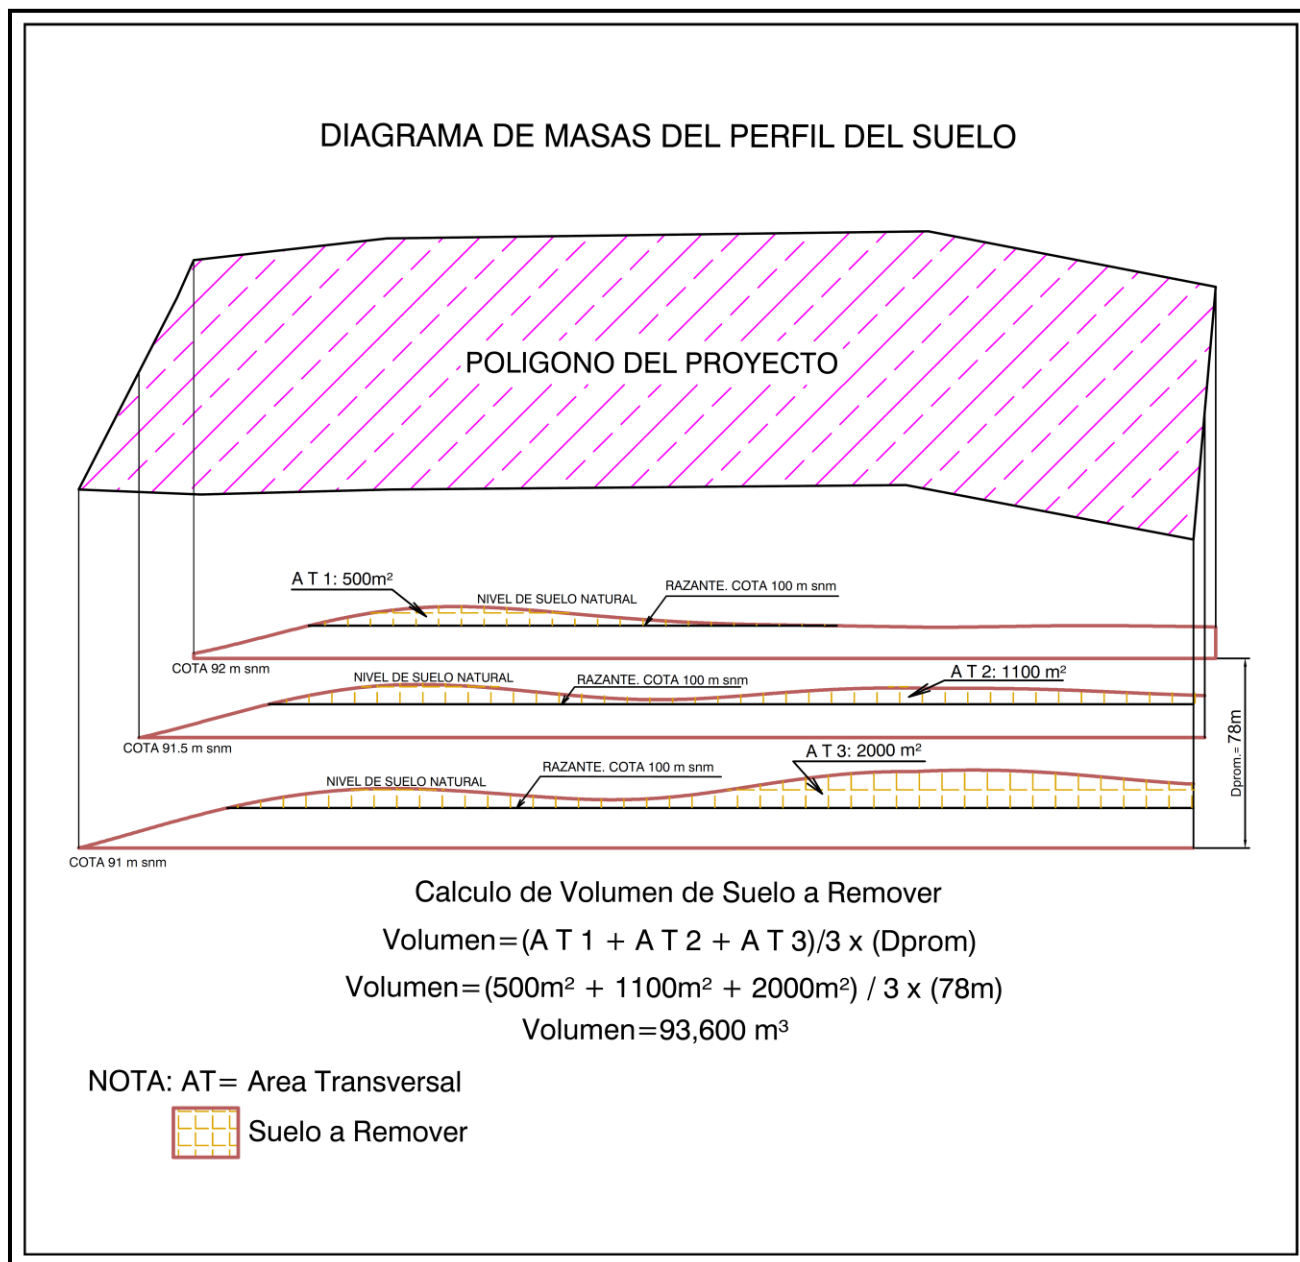 DIAGRAMA DE MASAS DEL PERFIL DEL SUELO
POLIGONO DEL PROYECTO
A T 1: 500m²
NIVEL DE SUELO NATURAL
RAZANTE. COTA 100 m snm
COTA 92 m snm
NIVEL DE SUELO NATURAL
RAZANTE. COTA 100 m snm
A T 2: 1100 m²
COTA 91.5 m snm
A T 3: 2000 m²
NIVEL DE SUELO NATURAL
RAZANTE. COTA 100 m snm
Dprom.= 78m
COTA 91 m snm
Calculo de Volumen de Suelo a Remover
Volumen=(A T 1 + A T 2 + A T 3)/3 x (Dprom)
Volumen=(500m² + 1100m² + 2000m²) / 3 x (78m)
Volumen=93,600 m³
NOTA: AT= Area Transversal
Suelo a Remover